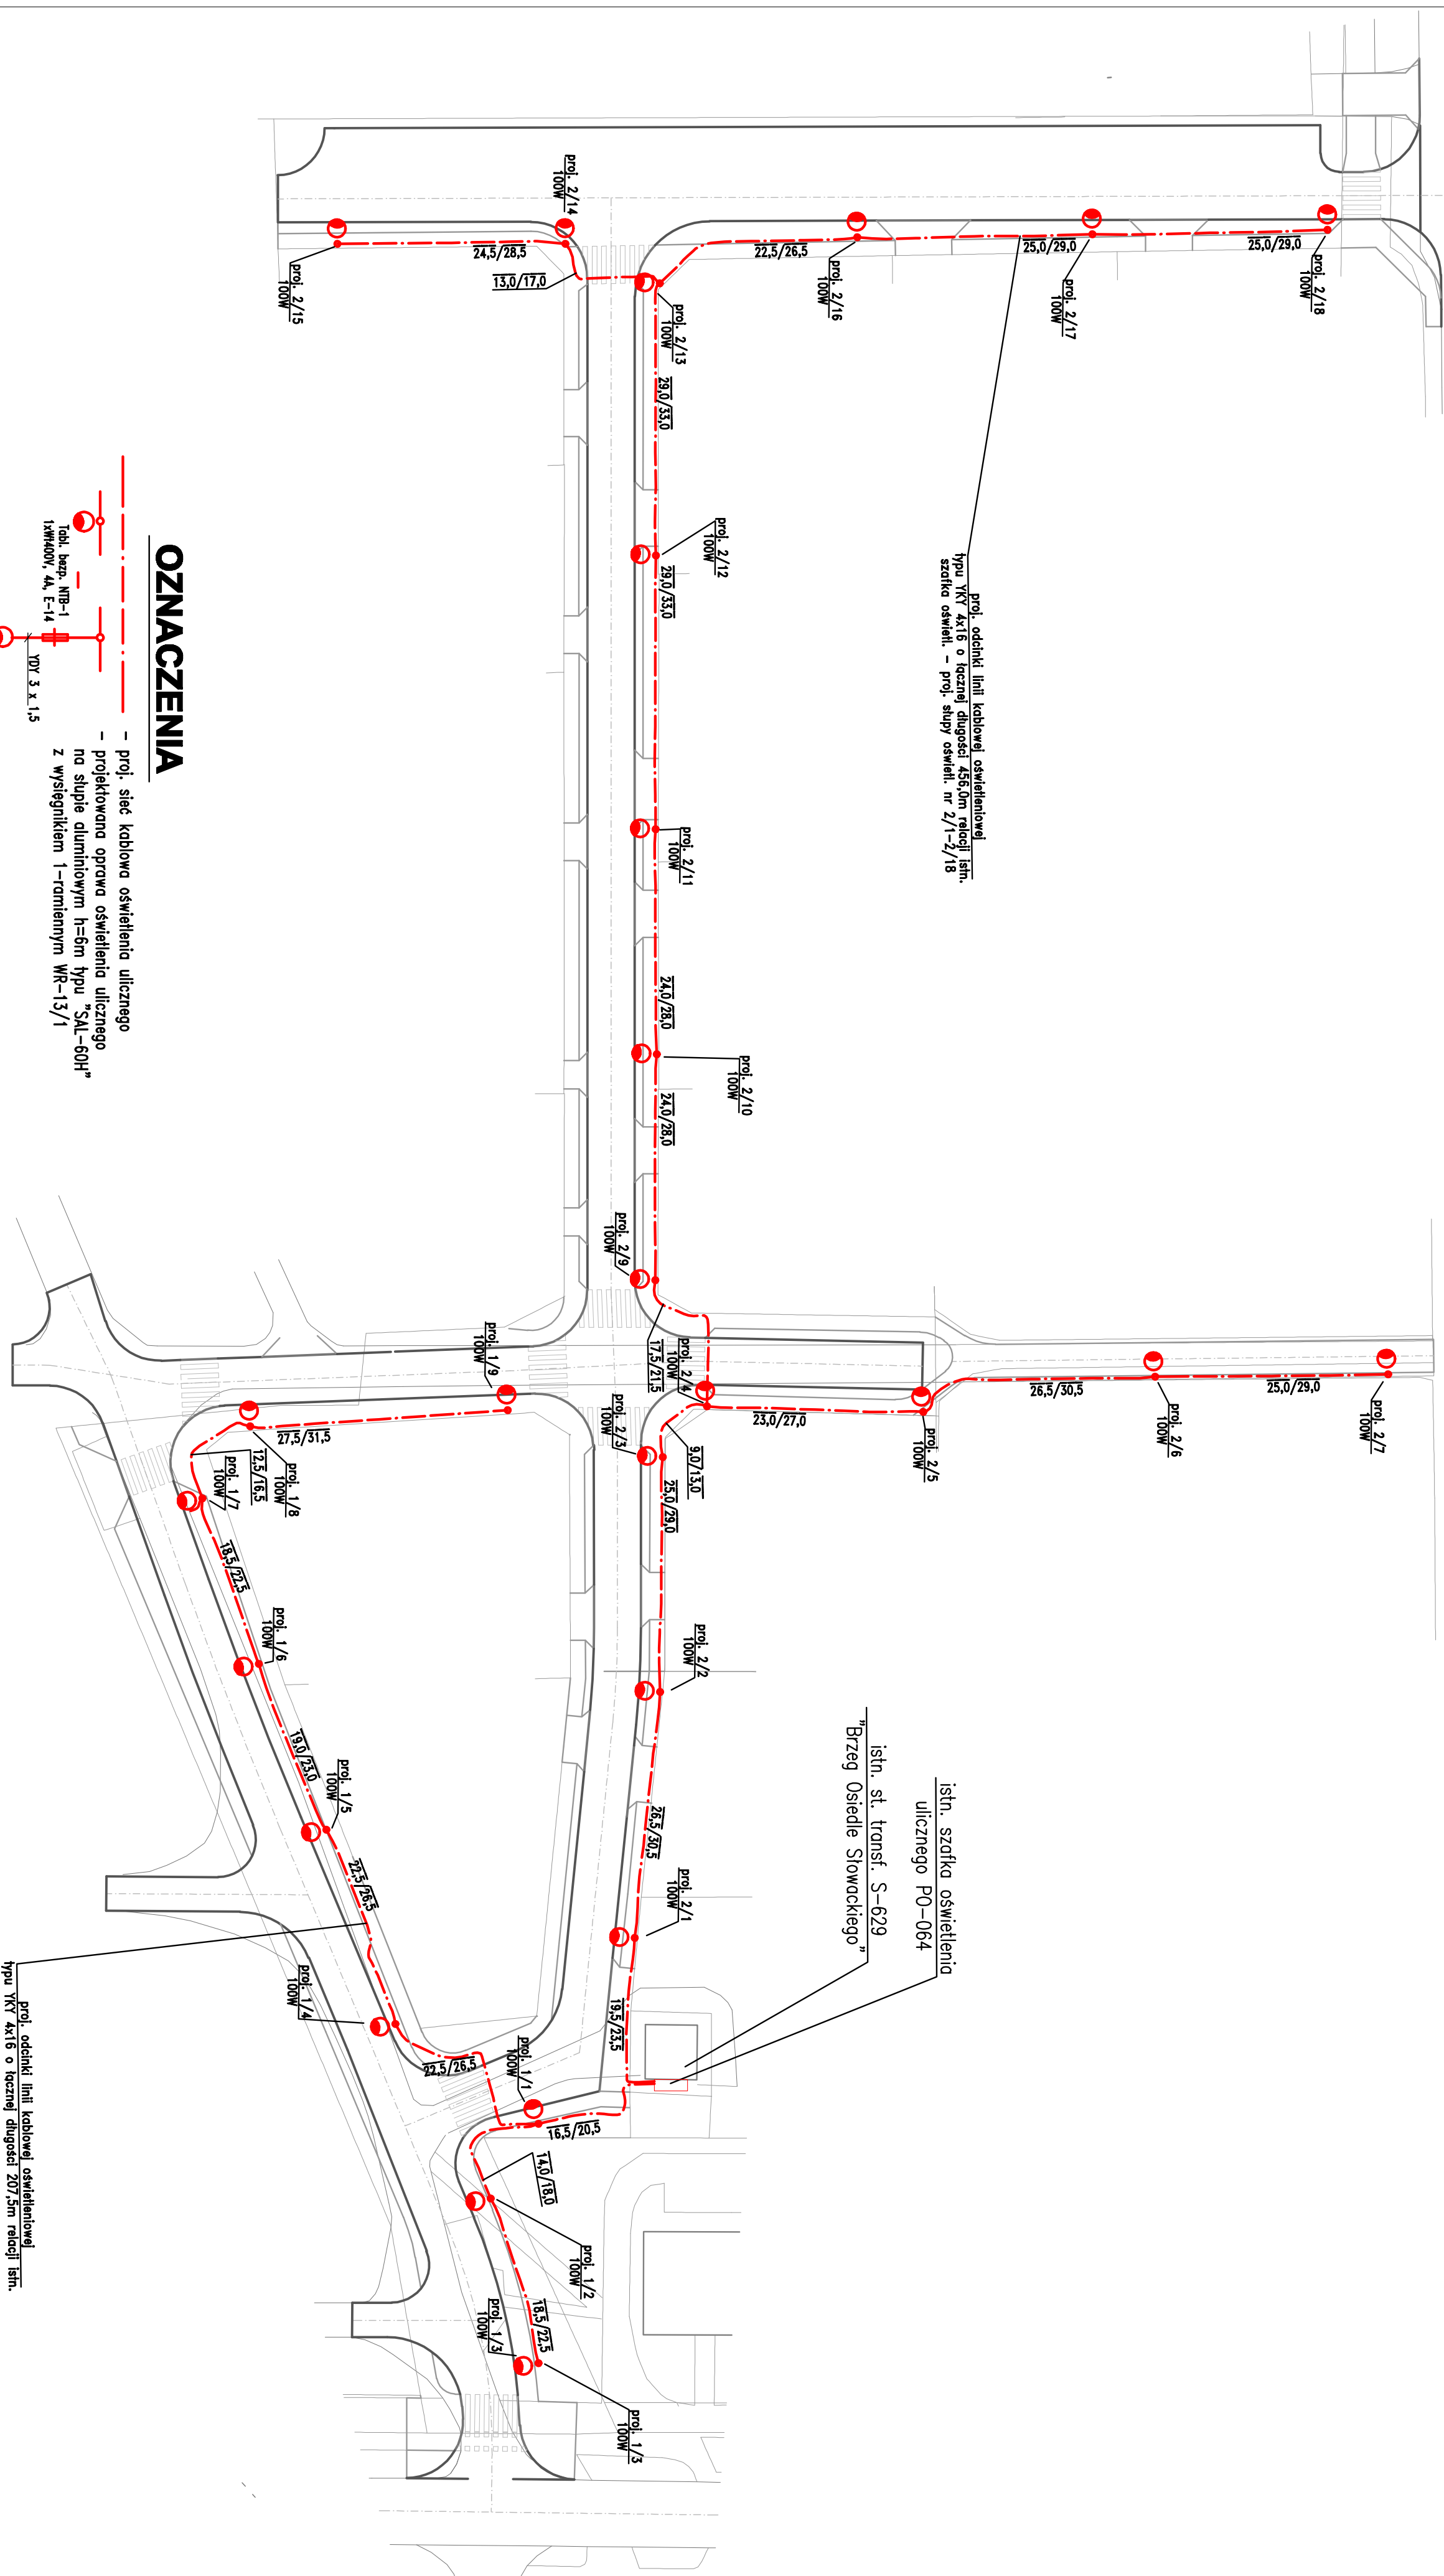 proj. 2/18
100W
25,0/29,0
proj. 2/17
100W
25,0/29,0
proj. 2/16
100W
22,5/26,5
proj. 2/13
100W
proj. 2/14
100W
13,0/17,0
24,5/28,5
proj. 2/15
100W
29,0/33,0
proj. 2/12
100W
29,0/33,0
proj. 2/11
100W
24,0/28,0
proj. 2/10
100W
24,0/28,0
proj. 2/9
100W
proj. odcinki linii kablowej oświetleniowej
typu YKY 4x16 o łącznej długości 456,0m relacji istn.
szafka oświetl. - proj. słupy oświetl. nr 2/1-2/18
17,5/21,5
proj. 2/4
100W
proj. 2/7
100W
25,0/29,0
proj. 2/6
100W
26,5/30,5
proj. 2/5
100W
23,0/27,0
9,0/13,0
proj. 2/3
100W
25,0/29,0
proj. 2/2
100W
26,5/30,5
proj. 2/1
100W
19,5/23,5
istn. szafka oświetlenia
ulicznego PO-064
istn. st. transf. S-629
"Brzeg Osiedle Słowackiego"
proj. 1/9
100W
27,5/31,5
proj. 1/8
100W
12,5/16,5
proj. 1/7
100W
18,5/22,5
proj. 1/6
100W
19,0/23,0
proj. 1/5
100W
22,5/26,5
proj. 1/4
100W
22,5/26,5
proj. 1/1
100W
16,5/20,5
14,0/18,0
proj. 1/2
100W
18,5/22,5
proj. 1/3
100W
proj. 1/3
100W
OZNACZENIA
- proj. sieć kablowa oświetlenia ulicznego
- projektowana oprawa oświetlenia ulicznego
na słupie aluminiowym h=6m typu "SAL-60H"
z wysięgnikiem 1-ramiennym WR-13/1
Tabl. bezp. NTB-1
1xWt400V, 4A, E-14
YDY 3 x 1,5
proj. odcinki linii kablowej oświetleniowej
typu YKY 4x16 o łącznej długości 207,5m relacji istn.